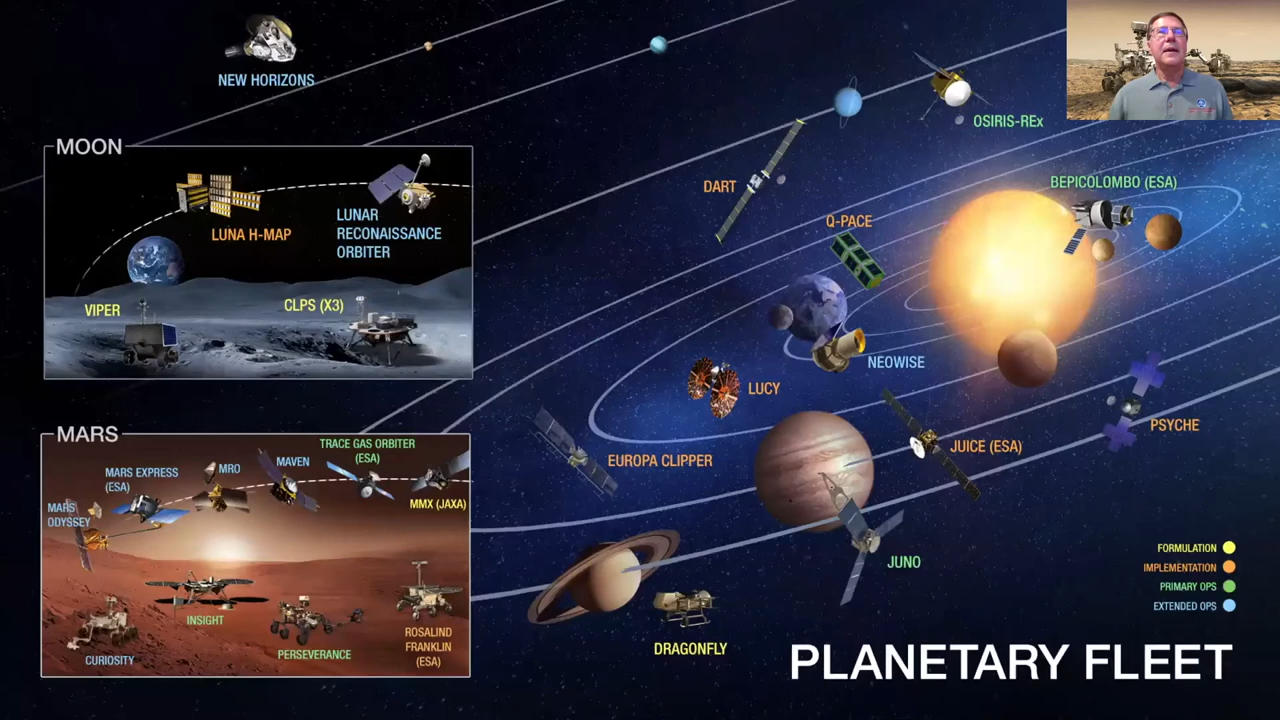 NEW HORIZONS
OSIRIS-REx
DART
BEPICOLOMBO (ESA)
Q-PACE
NEOWISE
LUCY
PSYCHE
EUROPA CLIPPER
JUICE (ESA)
JUNO
DRAGONFLY
MOON
LUNA H-MAP
LUNAR
RECONAISSANCE
ORBITER
VIPER
CLPS (X3)
MARS
MARS
ODYSSEY
MARS EXPRESS
(ESA)
MRO
MAVEN
TRACE GAS ORBITER
(ESA)
MMX (JAXA)
CURIOSITY
INSIGHT
PERSEVERANCE
ROSALIND
FRANKLIN
(ESA)
FORMULATION
IMPLEMENTATION
PRIMARY OPS
EXTENDED OPS
PLANETARY FLEET